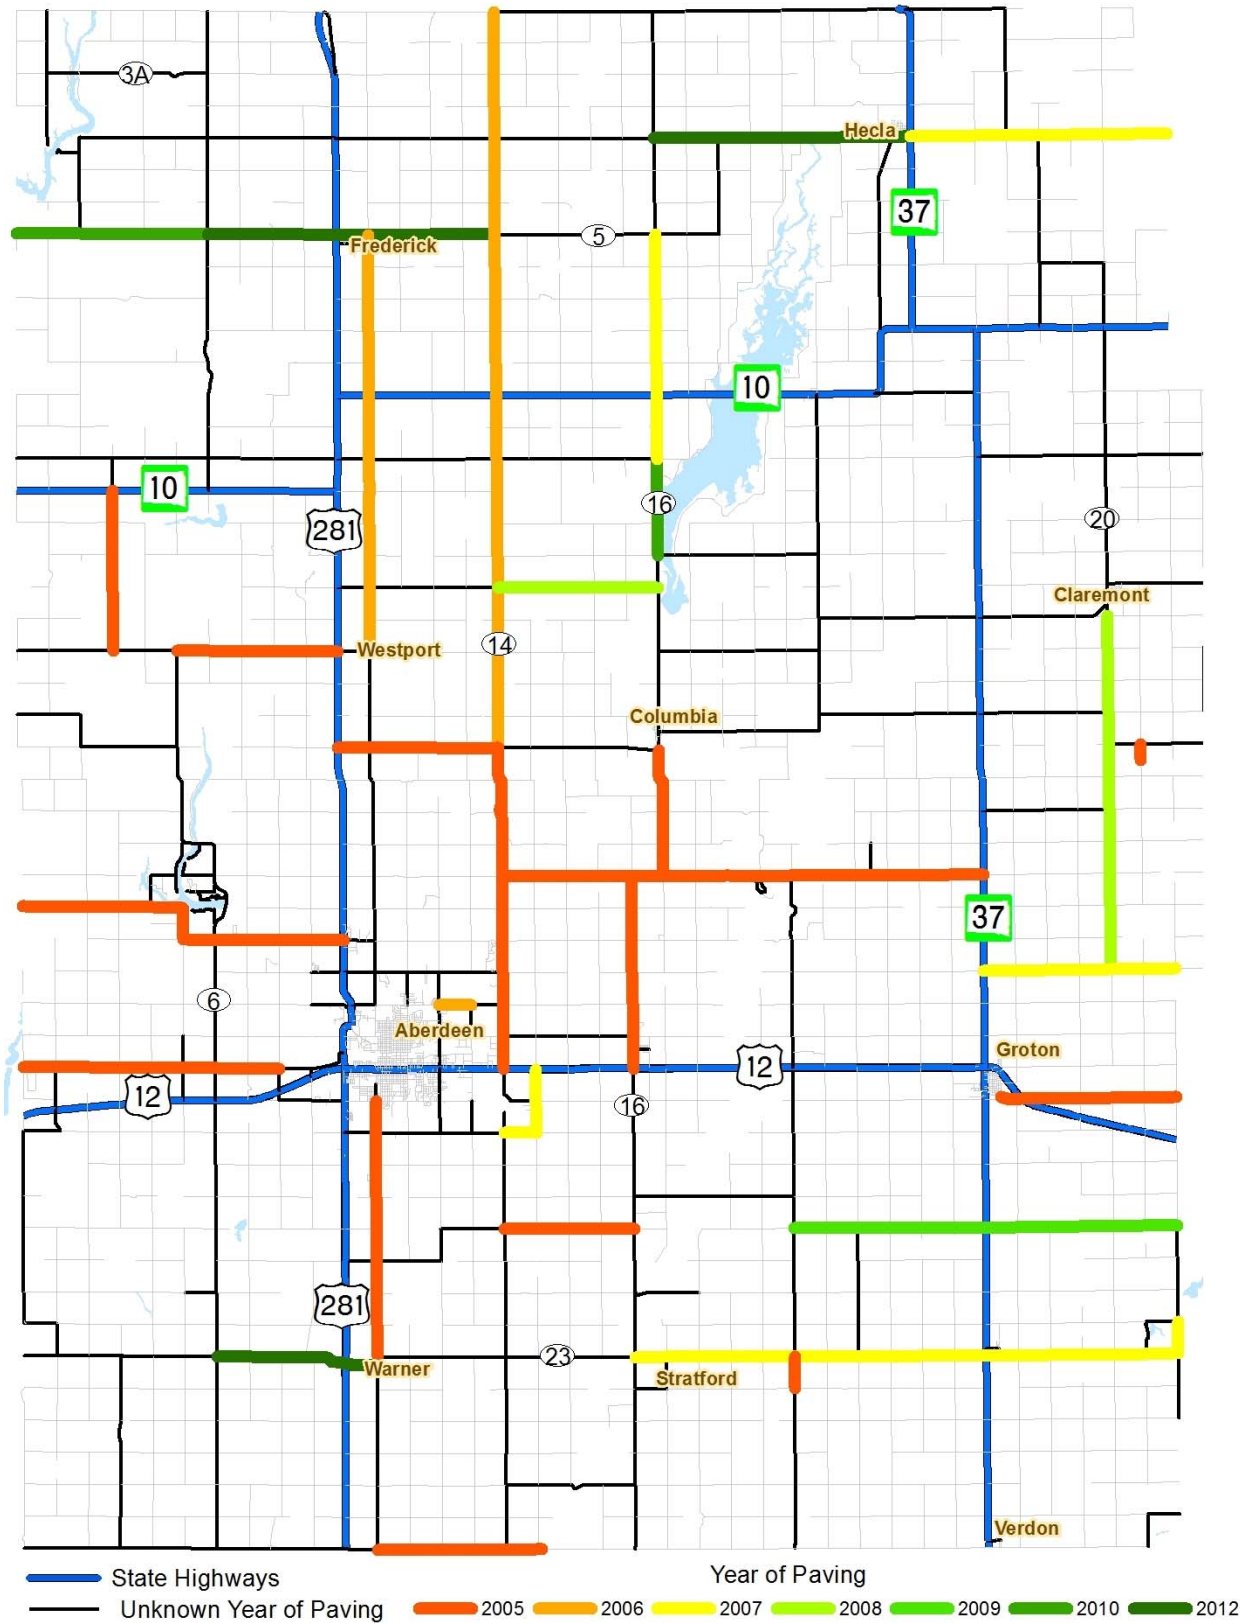 3A
Hecla
37
5
Frederick
10
10
16
281
20
Claremont
14
Westport
Columbia
37
6
Aberdeen
Groton
12
12
16
281
23
Warner
Stratford
Verdon
State Highways
Year of Paving
Unknown Year of Paving 2005 2006 2007 2008 2009 2010 2012